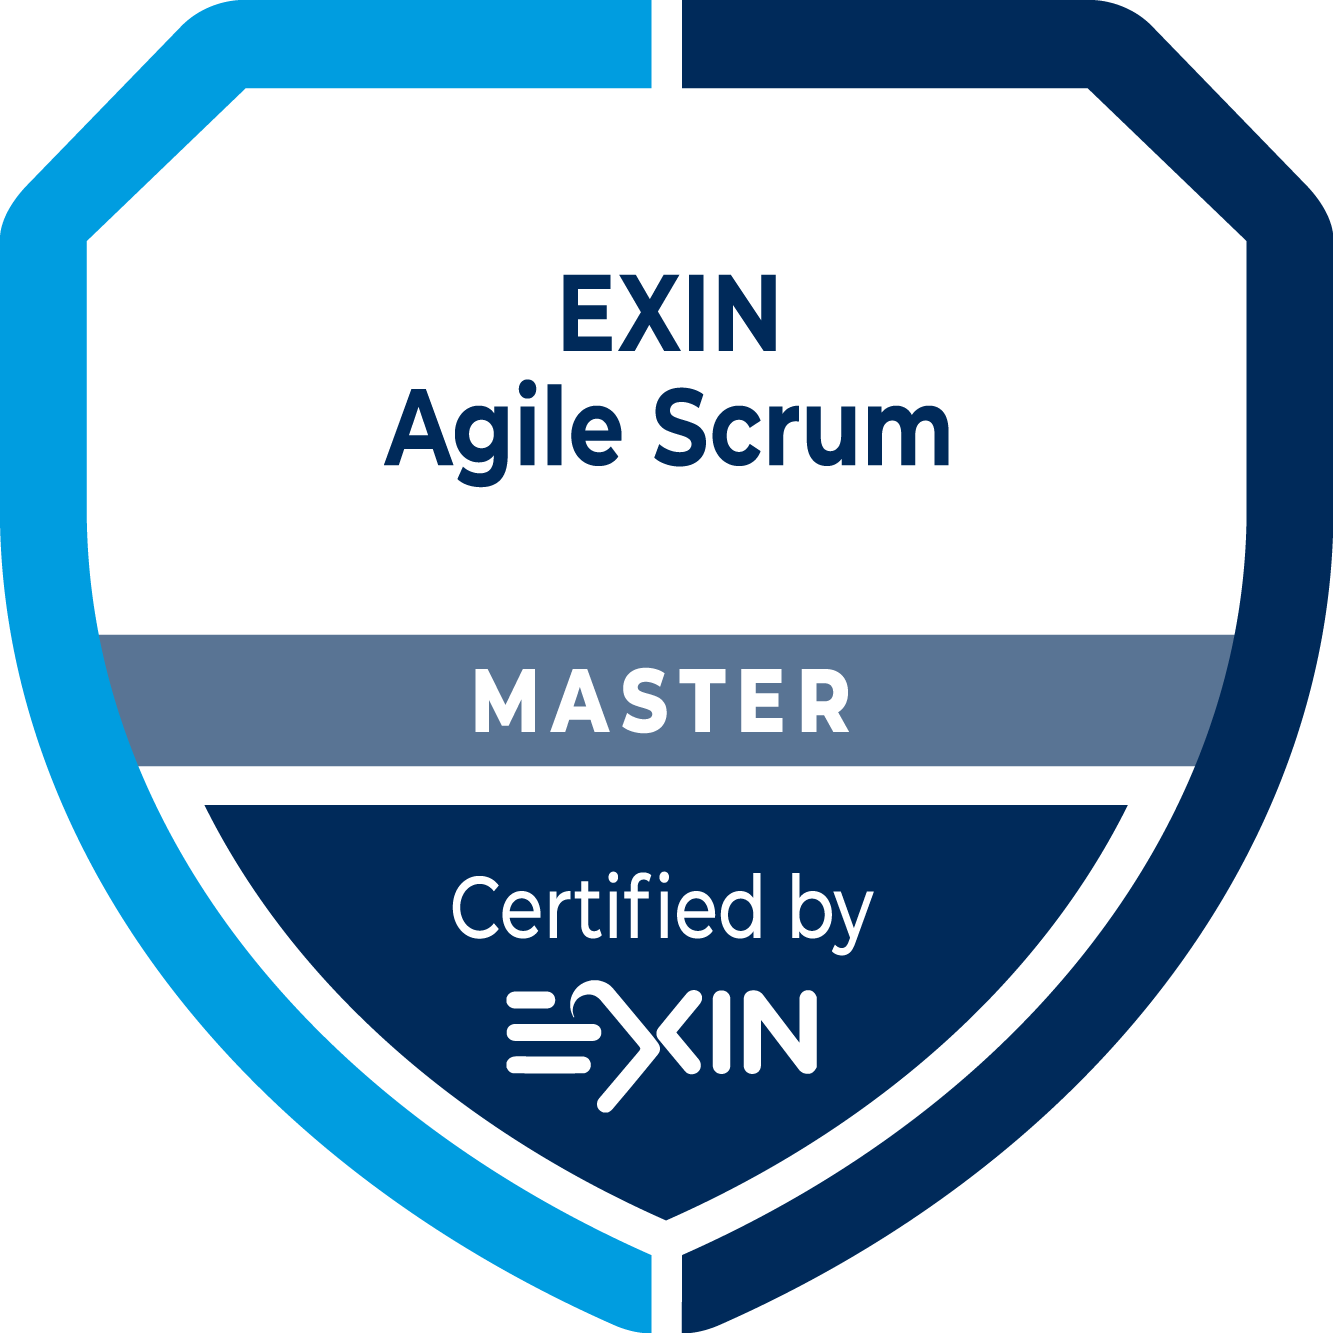 EXIN
Agile Scrum
MASTER
Certified by
EXIN